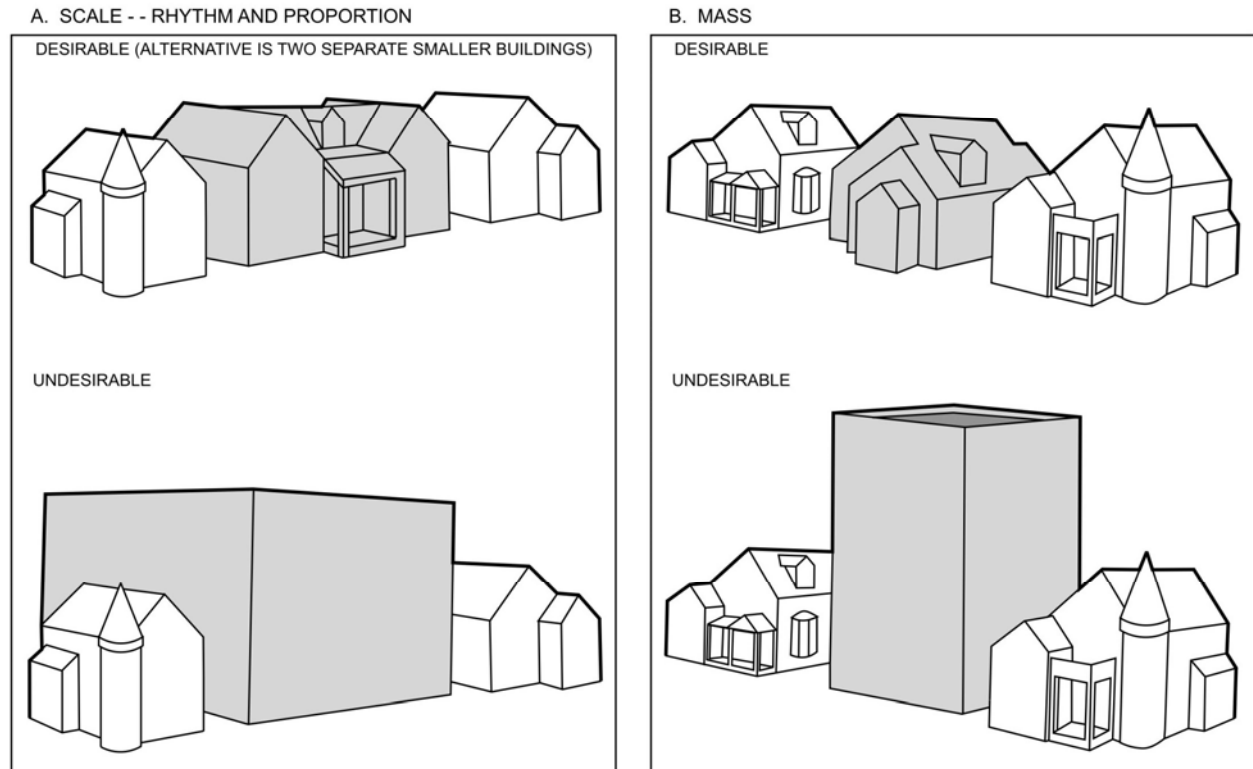 A. SCALE - - RHYTHM AND PROPORTION
DESIRABLE (ALTERNATIVE IS TWO SEPARATE SMALLER BUILDINGS)
UNDESIRABLE
B. MASS
DESIRABLE
UNDESIRABLE